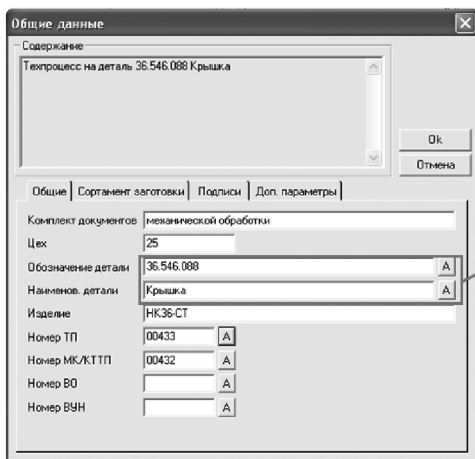 Общие данные
Содержание
Техпроцесс на деталь 36.546.088 Крышка
Ok
Отмена
Общие Сортамент заготовки Подписи Доп. параметры
Комплект документов механической обработки
Цех 25
Обозначение детали 36.546.088 A
Наименов. детали Крышка A
Изделие НК36-СТ
Номер ТП 00433 A
Номер МК/КТТП 00432 A
Номер ВО A
Номер ВУН A